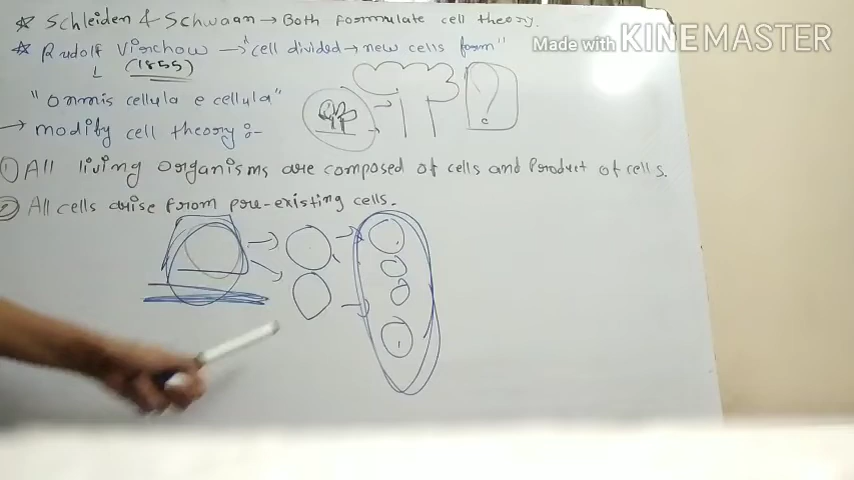 ☆ Schleiden & Schwaan → Both formulate cell theory.
☆ Rudolf Virchow → "cell divided → new cells form"
(1855)
"Omnis cellula e cellula"
→ modify cell theory :-
① All living organisms are composed of cells and Product of cells.
② All cells arise from pre-existing cells.
?
Made with KINEMASTER